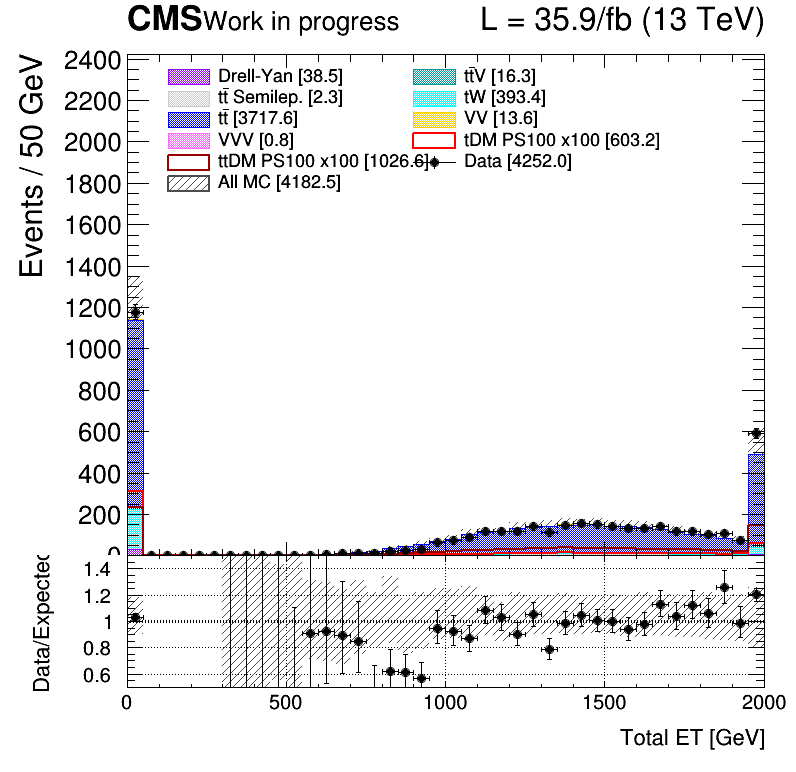 CMS Work in progress L = 35.9/fb (13 TeV)
Events / 50 GeV
2400
2200
2000
1800
1600
1400
1200
1000
800
600
400
200
0
Drell-Yan [38.5] tt̄V [16.3]
tt̄ Semilep. [2.3] tW [393.4]
tt̄ [3717.6] VV [13.6]
VVV [0.8] tDM PS100 x100 [603.2]
ttDM PS100 x100 [1026.6] Data [4252.0]
All MC [4182.5]
Data/Expected
1.4
1.2
1
0.8
0.6
0 500 1000 1500 2000
Total ET [GeV]